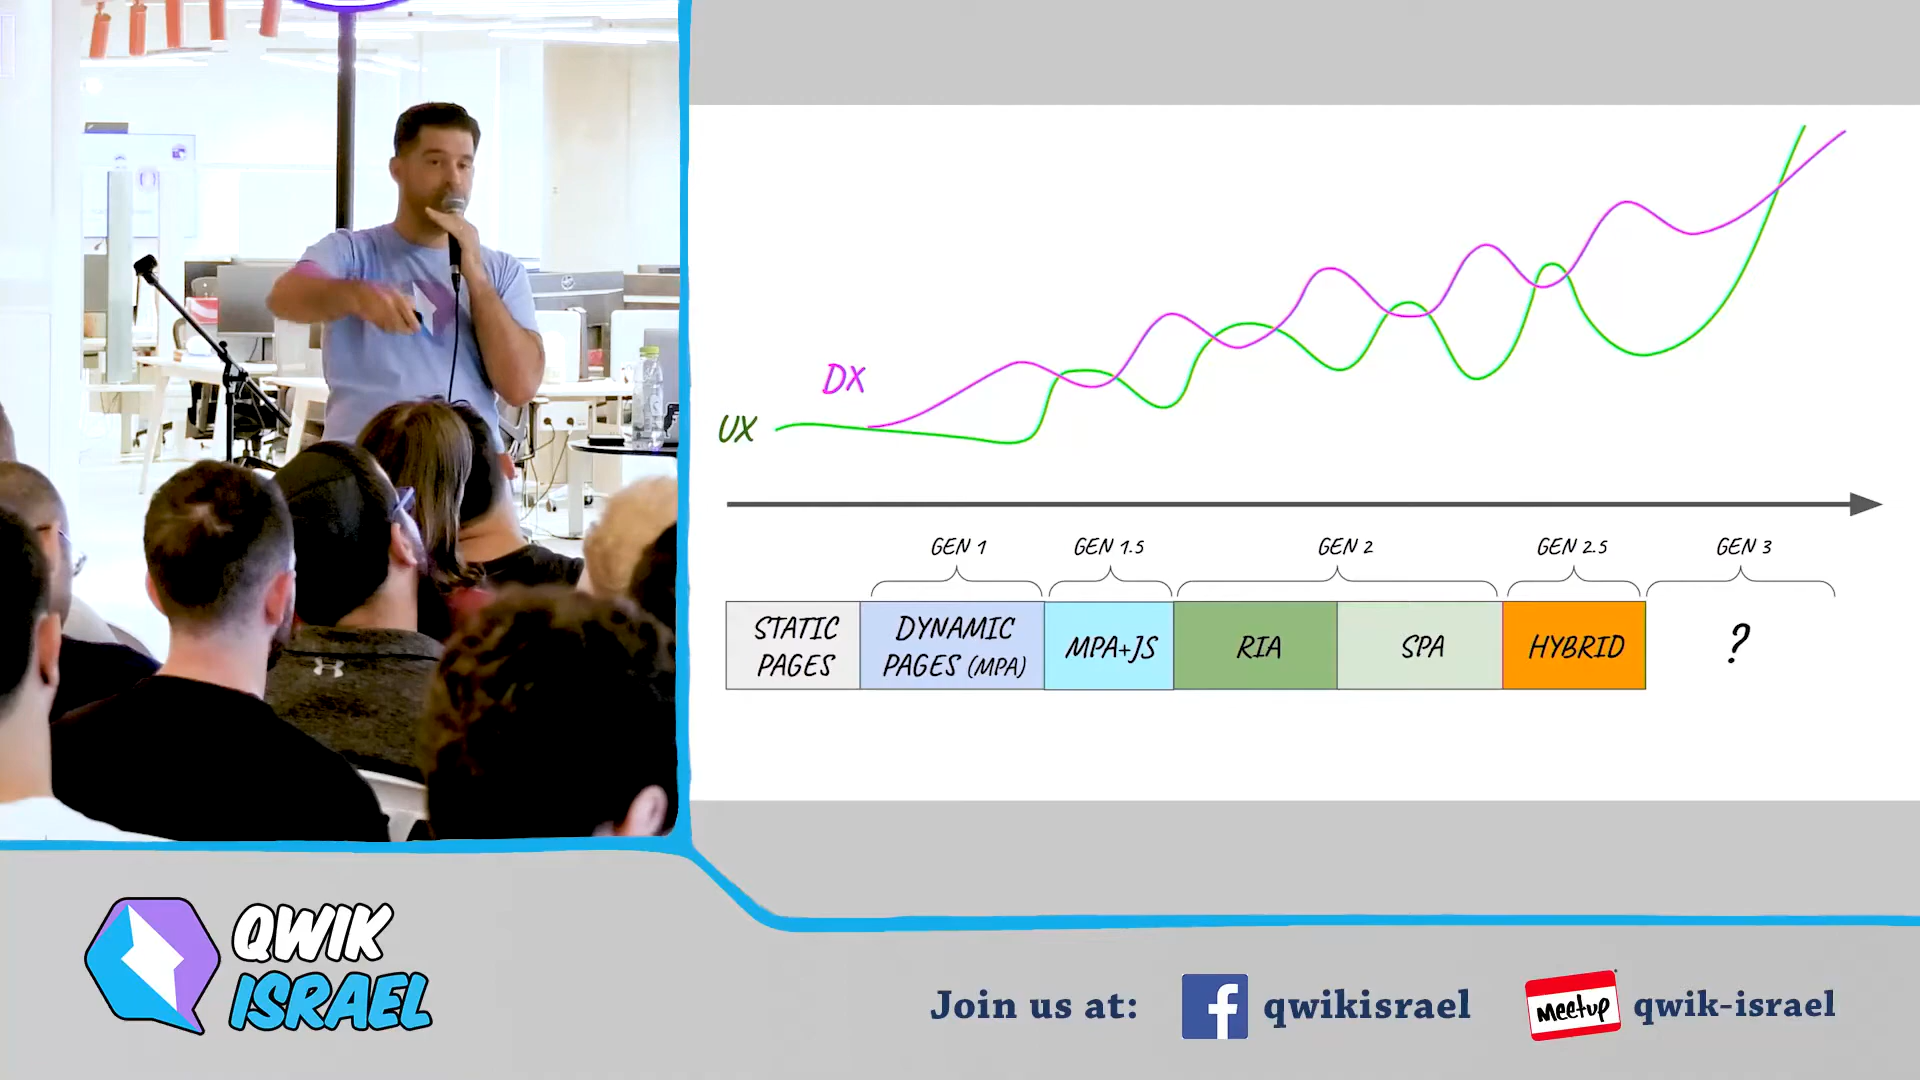 DX
UX
GEN 1
GEN 1.5
GEN 2
GEN 2.5
GEN 3
STATIC
PAGES
DYNAMIC
PAGES (MPA)
MPA+JS
RIA
SPA
HYBRID
?
QWIK
ISRAEL
Join us at:
f
qwikisrael
Meetup
qwik-israel